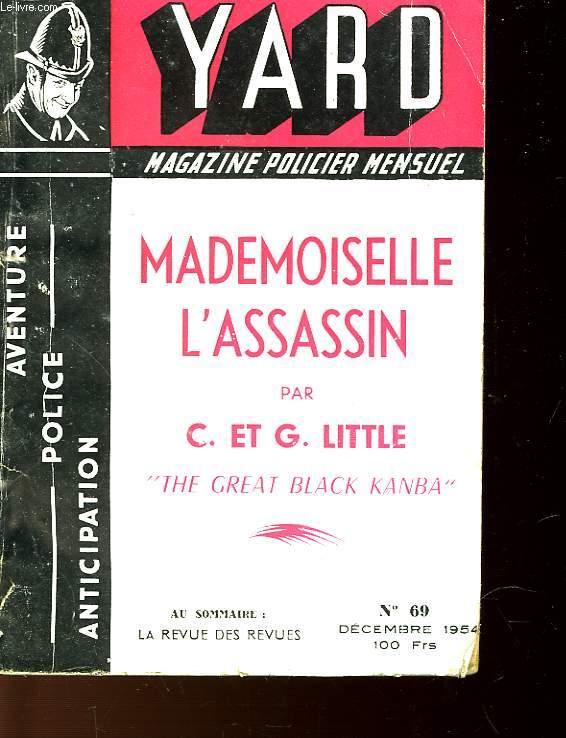 Le-livre.com
YARD
MAGAZINE POLICIER MENSUEL
AVENTURE
POLICE
ANTICIPATION
MADEMOISELLE
L'ASSASSIN
PAR
C. ET G. LITTLE
"THE GREAT BLACK KANBA"
AU SOMMAIRE :
LA REVUE DES REVUES
N° 69
DÉCEMBRE 1954
100 Frs